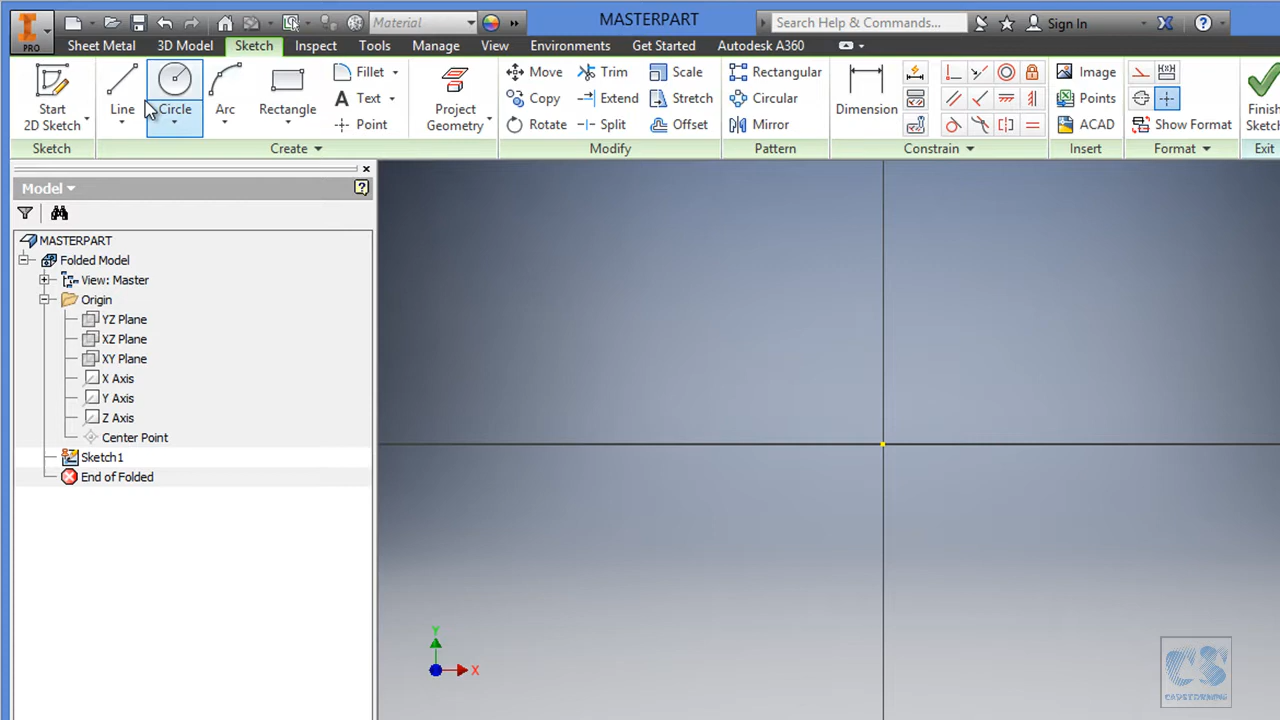 PRO
Material
MASTERPART
Search Help & Commands...
Sign In
Sheet Metal
3D Model
Sketch
Inspect
Tools
Manage
View
Environments
Get Started
Autodesk A360
Start
2D Sketch
Line
Circle
Arc
Rectangle
Fillet
Text
Point
Project
Geometry
Move
Copy
Rotate
Trim
Extend
Split
Scale
Stretch
Offset
Rectangular
Circular
Mirror
Dimension
Image
Points
ACAD
Show Format
Finish
Sketch
Sketch
Create
Modify
Pattern
Constrain
Insert
Format
Exit
Model
MASTERPART
Folded Model
View: Master
Origin
YZ Plane
XZ Plane
XY Plane
X Axis
Y Axis
Z Axis
Center Point
Sketch1
End of Folded
Y
X
CS
CADSTORMING